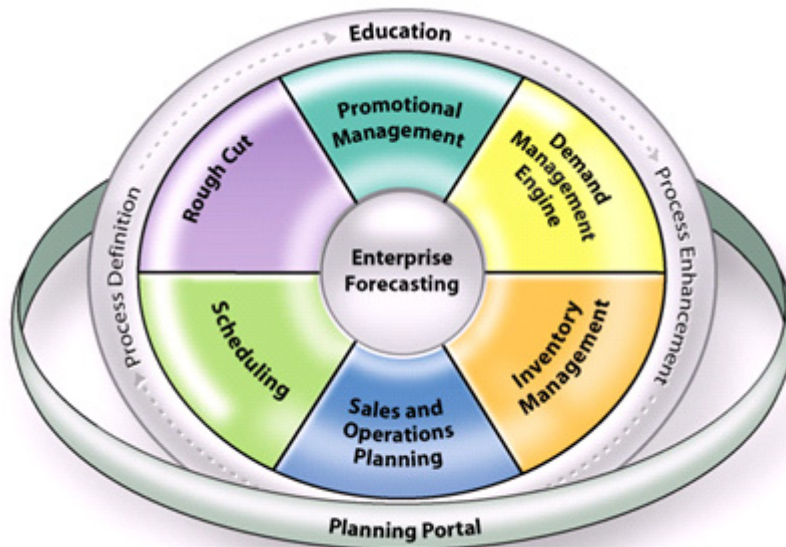 Education
Promotional
Management
Demand
Management
Engine
Rough Cut
Process Definition
Process Enhancement
Enterprise
Forecasting
Scheduling
Inventory
Management
Sales and
Operations
Planning
Planning Portal